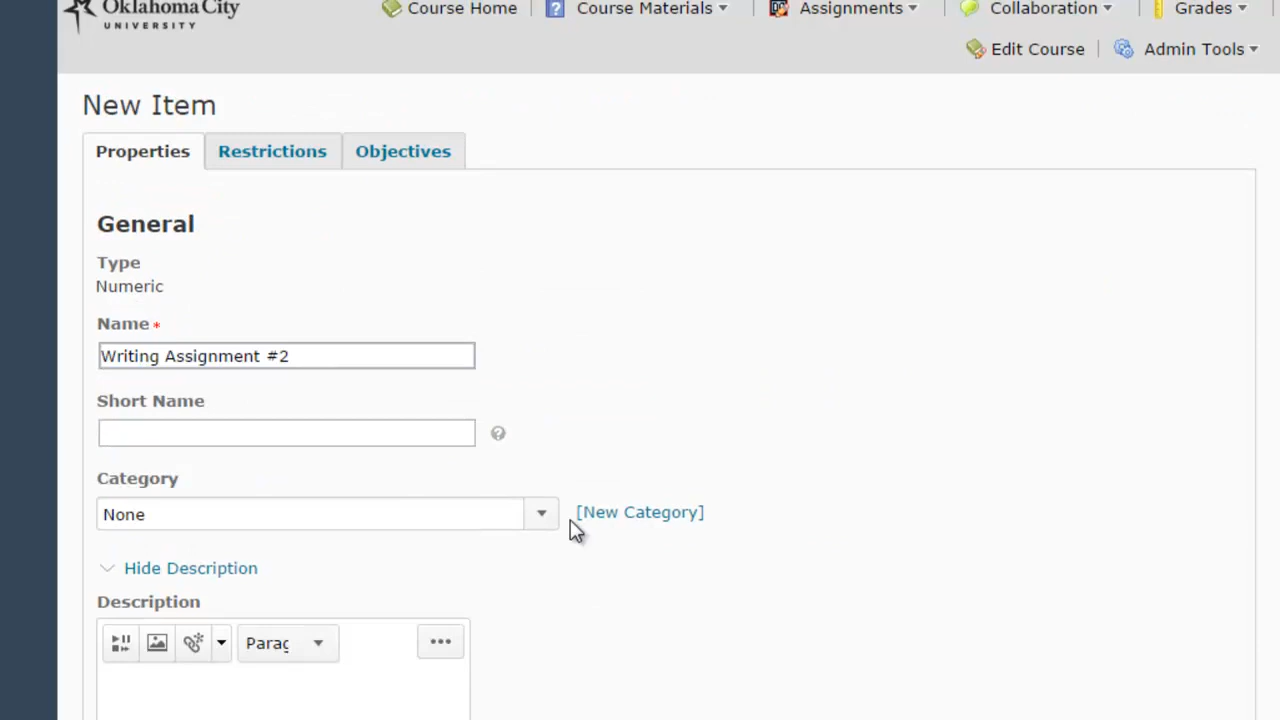 Oklahoma City
UNIVERSITY
Course Home
Course Materials
Assignments
Collaboration
Grades
Edit Course
Admin Tools
New Item
Properties
Restrictions
Objectives
General
Type
Numeric
Name *
Writing Assignment #2
Short Name
Category
None
[New Category]
Hide Description
Description
Parag